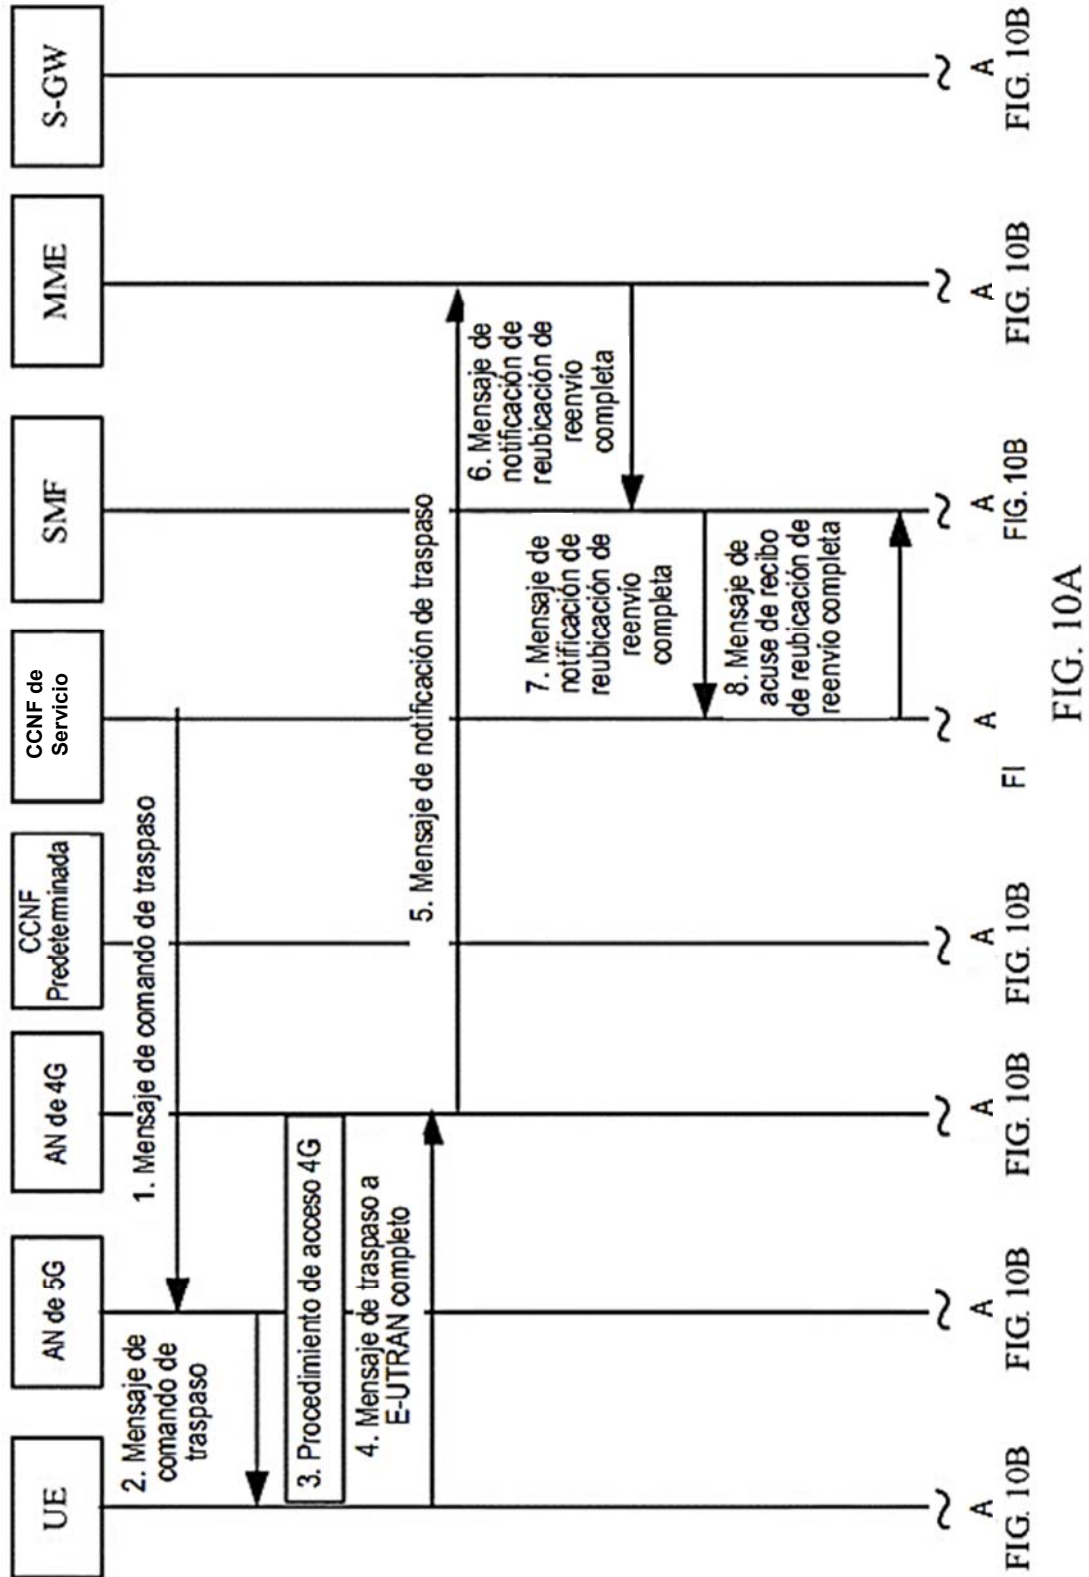 UE
AN de 5G
AN de 4G
CCNF
Predeterminada
CCNF de
Servicio
SMF
MME
S-GW
1. Mensaje de comando de traspaso
2. Mensaje de
comando de
traspaso
3. Procedimiento de acceso 4G
4. Mensaje de traspaso a
E-UTRAN completo
5. Mensaje de notificación de traspaso
6. Mensaje de
notificación de
reubicación de
reenvío
completa
7. Mensaje de
notificación de
reubicación de
reenvío
completa
8. Mensaje de
acuse de recibo
de reubicación de
reenvío completa
A
A
A
A
A
A
A
A
FIG. 10B
FIG. 10B
FIG. 10B
FIG. 10B
FI
FIG. 10B
FIG. 10B
FIG. 10B
FIG. 10A